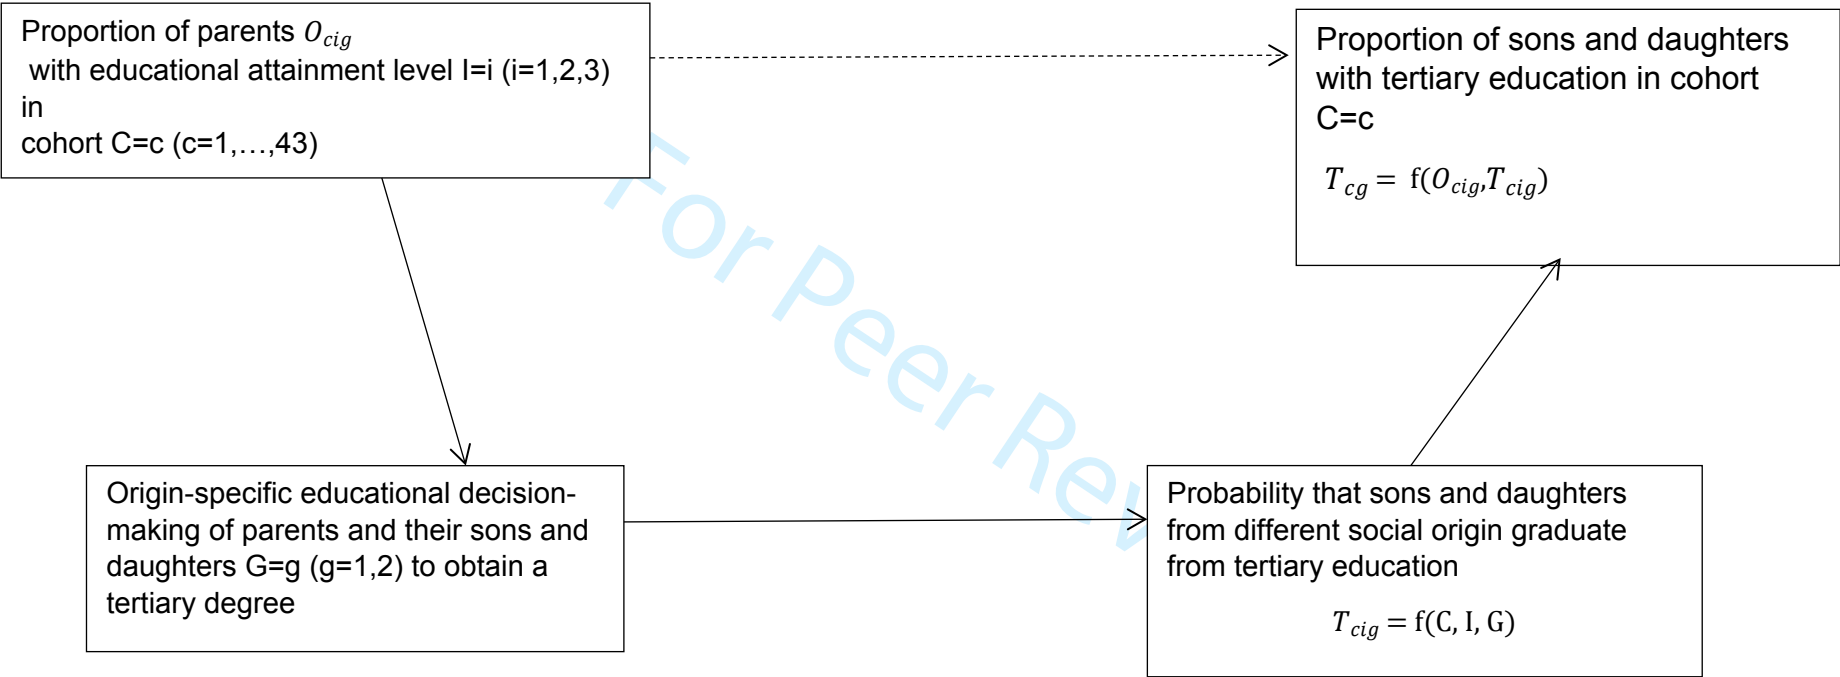 Proportion of parents O_cig
with educational attainment level I=i (i=1,2,3)
in
cohort C=c (c=1,…,43)
Proportion of sons and daughters
with tertiary education in cohort
C=c
T_cg = f(O_cig,T_cig)
For Peer Rev
Origin-specific educational decision-
making of parents and their sons and
daughters G=g (g=1,2) to obtain a
tertiary degree
Probability that sons and daughters
from different social origin graduate
from tertiary education
T_cig = f(C, I, G)